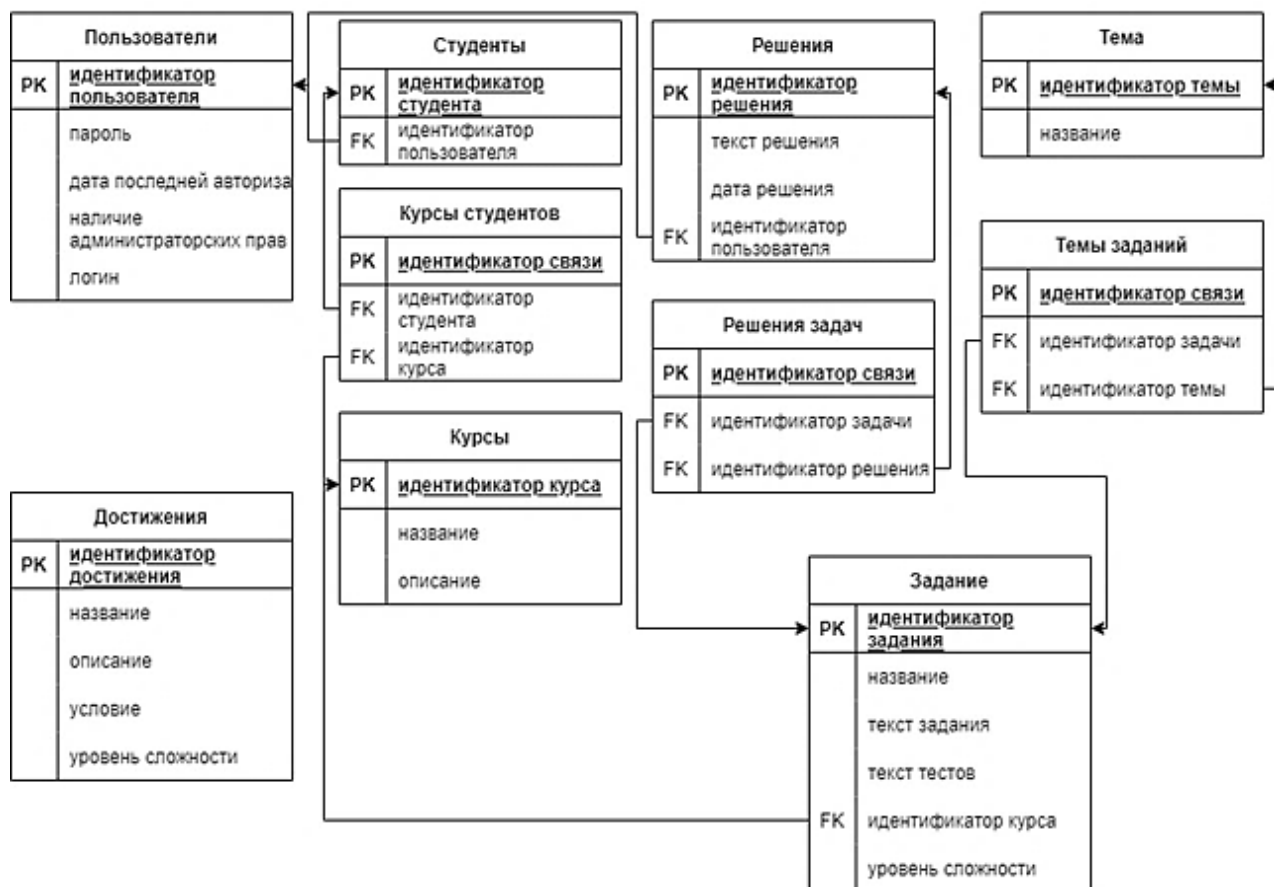 Пользователи
PK идентификатор
пользователя
пароль
дата последней авториза
наличие
администраторских прав
логин
Студенты
PK идентификатор
студента
FK идентификатор
пользователя
Курсы студентов
PK идентификатор связи
FK идентификатор
студента
FK идентификатор
курса
Курсы
PK идентификатор курса
название
описание
Достижения
PK идентификатор
достижения
название
описание
условие
уровень сложности
Решения
PK идентификатор
решения
текст решения
дата решения
FK идентификатор
пользователя
Решения задач
PK идентификатор связи
FK идентификатор задачи
FK идентификатор решения
Тема
PK идентификатор темы
название
Темы заданий
PK идентификатор связи
FK идентификатор задачи
FK идентификатор темы
Задание
PK идентификатор
задания
название
текст задания
текст тестов
FK идентификатор курса
уровень сложности